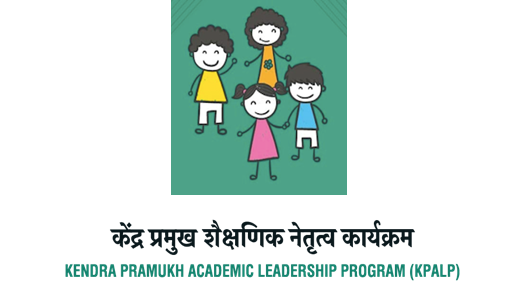 केंद्र प्रमुख शैक्षणिक नेतृत्व कार्यक्रम
KENDRA PRAMUKH ACADEMIC LEADERSHIP PROGRAM (KPALP)